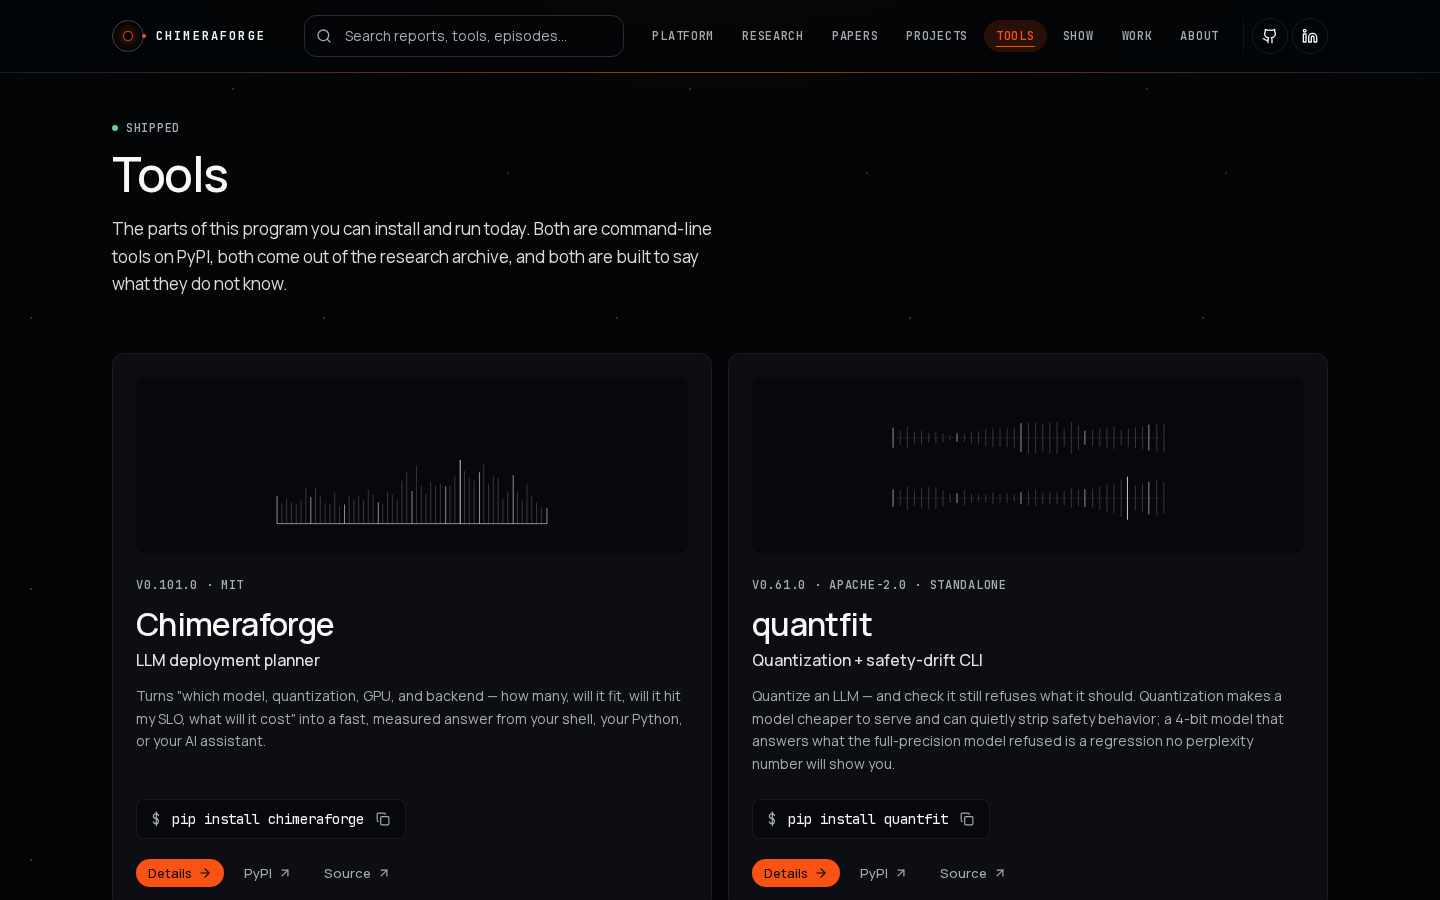 CHIMERAFORGE
Search reports, tools, episodes...
PLATFORM
RESEARCH
PAPERS
PROJECTS
TOOLS
SHOW
WORK
ABOUT
SHIPPED
Tools
The parts of this program you can install and run today. Both are command-line
tools on PyPI, both come out of the research archive, and both are built to say
what they do not know.
V0.101.0 · MIT
Chimeraforge
LLM deployment planner
Turns "which model, quantization, GPU, and backend — how many, will it fit, will it hit
my SLO, what will it cost" into a fast, measured answer from your shell, your Python,
or your AI assistant.
$ pip install chimeraforge
Details
PyPI
Source
V0.61.0 · APACHE-2.0 · STANDALONE
quantfit
Quantization + safety-drift CLI
Quantize an LLM — and check it still refuses what it should. Quantization makes a
model cheaper to serve and can quietly strip safety behavior; a 4-bit model that
answers what the full-precision model refused is a regression no perplexity
number will show you.
$ pip install quantfit
Details
PyPI
Source